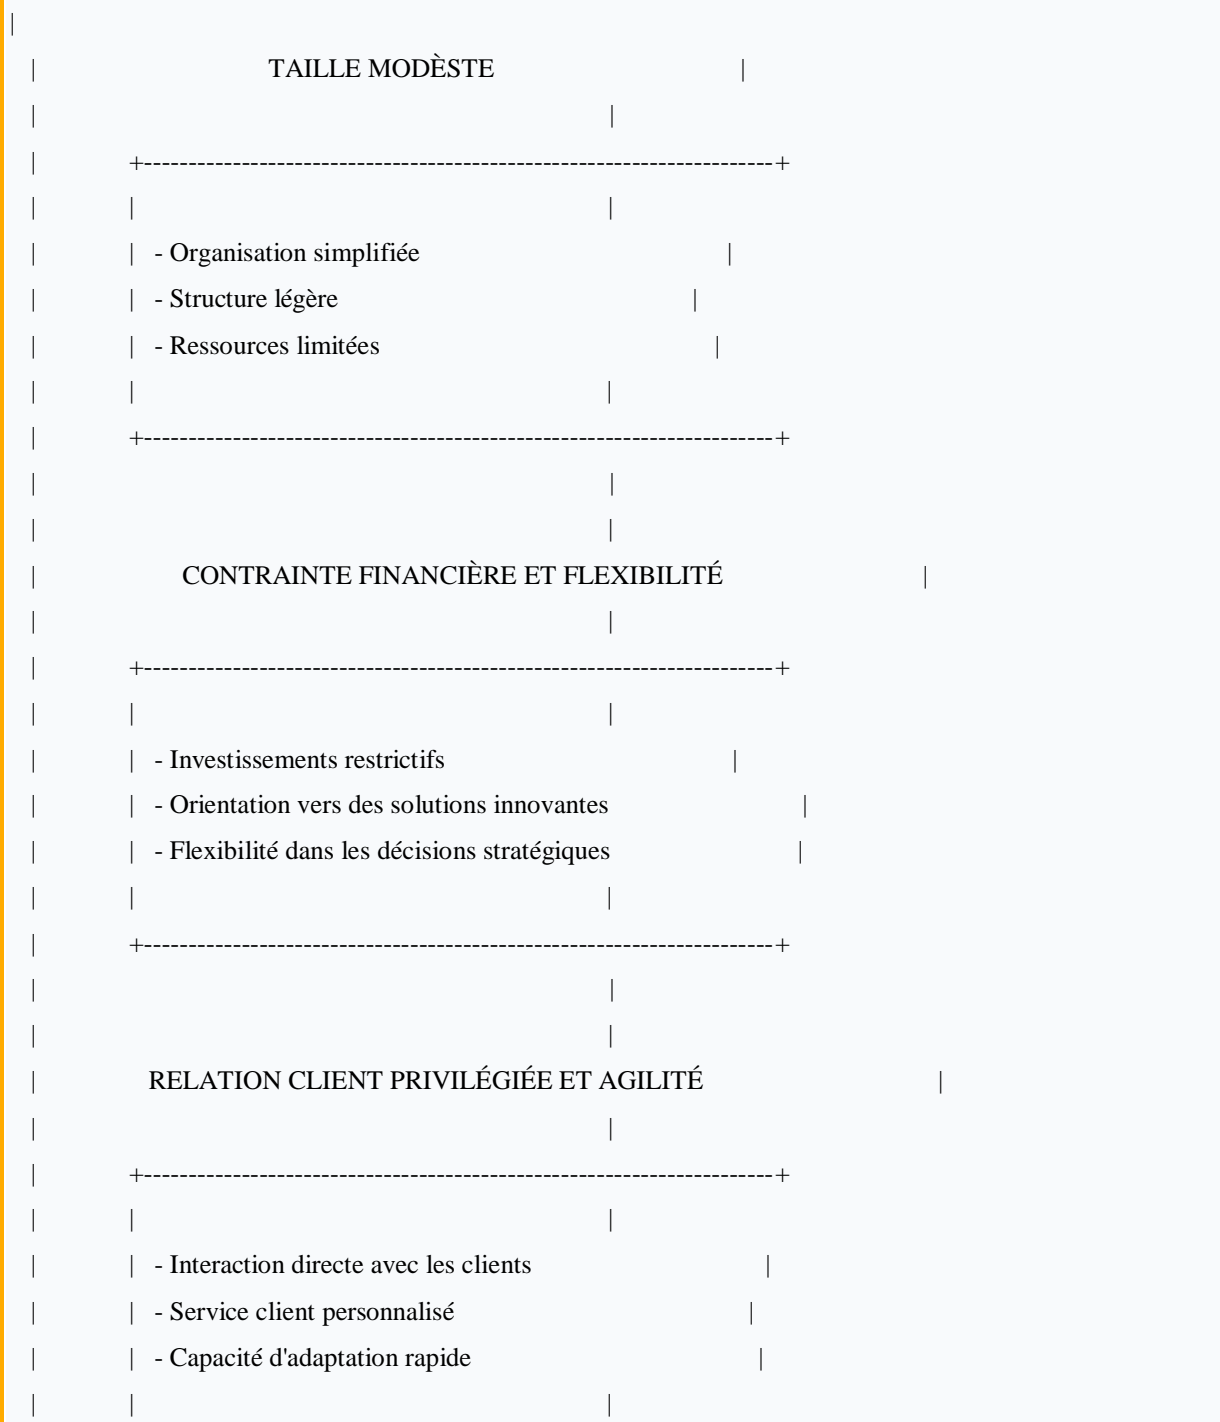 |
| TAILLE MODÈSTE |
| |
| +-----------------------------------------------------------------------+
| | |
| | - Organisation simplifiée |
| | - Structure légère |
| | - Ressources limitées |
| | |
| +-----------------------------------------------------------------------+
| |
| |
| CONTRAINTE FINANCIÈRE ET FLEXIBILITÉ |
| |
| +-----------------------------------------------------------------------+
| | |
| | - Investissements restrictifs |
| | - Orientation vers des solutions innovantes |
| | - Flexibilité dans les décisions stratégiques |
| | |
| +-----------------------------------------------------------------------+
| |
| |
| RELATION CLIENT PRIVILÉGIÉE ET AGILITÉ |
| |
| +-----------------------------------------------------------------------+
| | |
| | - Interaction directe avec les clients |
| | - Service client personnalisé |
| | - Capacité d'adaptation rapide |
| | |